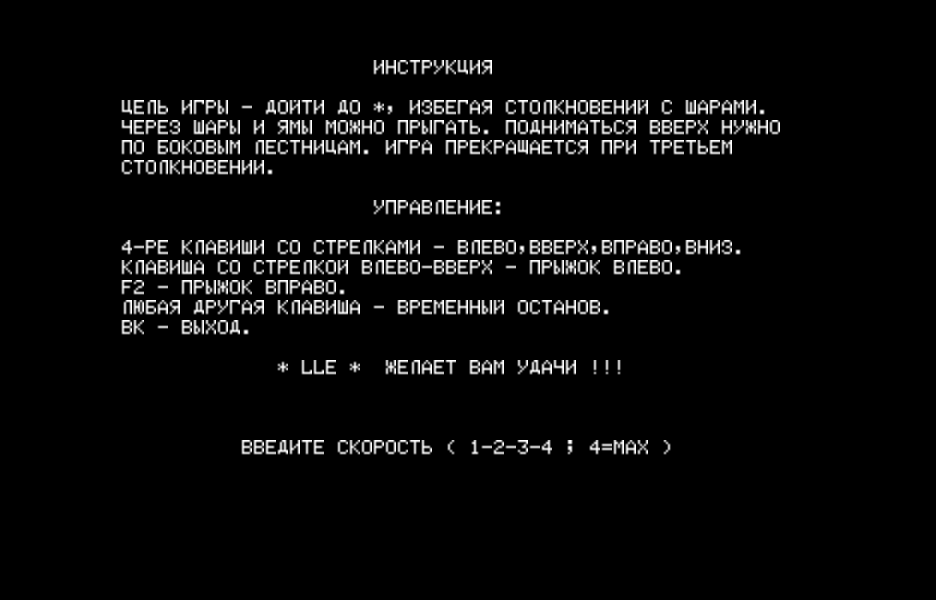 ИНСТРУКЦИЯ
ЦЕЛЬ ИГРЫ - ДОЙТИ ДО *, ИЗБЕГАЯ СТОЛКНОВЕНИЙ С ШАРАМИ.
ЧЕРЕЗ ШАРЫ И ЯМЫ МОЖНО ПРЫГАТЬ. ПОДНИМАТЬСЯ ВВЕРХ НУЖНО
ПО БОКОВЫМ ЛЕСТНИЦАМ. ИГРА ПРЕКРАЩАЕТСЯ ПРИ ТРЕТЬЕМ
СТОЛКНОВЕНИИ.
УПРАВЛЕНИЕ:
4-РЕ КЛАВИШИ СО СТРЕЛКАМИ - ВЛЕВО,ВВЕРХ,ВПРАВО,ВНИЗ.
КЛАВИША СО СТРЕЛКОЙ ВЛЕВО-ВВЕРХ - ПРЫЖОК ВЛЕВО.
F2 - ПРЫЖОК ВПРАВО.
ЛЮБАЯ ДРУГАЯ КЛАВИША - ВРЕМЕННЫЙ ОСТАНОВ.
ВК - ВЫХОД.
* LLE * ЖЕЛАЕТ ВАМ УДАЧИ !!!
ВВЕДИТЕ СКОРОСТЬ ( 1-2-3-4 ; 4=MAX )